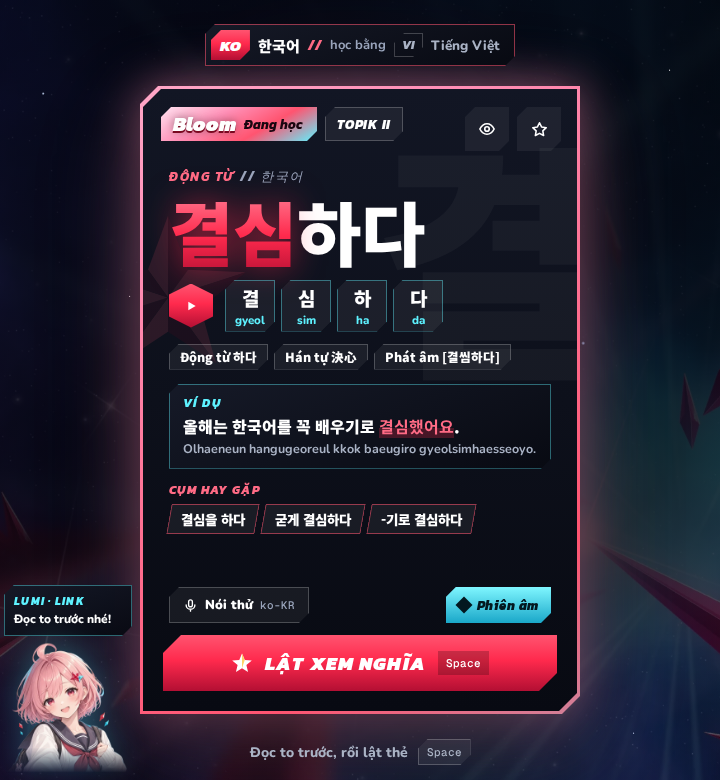 KO 한국어 // học bằng VI Tiếng Việt
Bloom Đang học TOPIK II
ĐỘNG TỪ // 한국어
결심하다
결 심 하 다
gyeol sim ha da
Động từ 하다 Hán tự 決心 Phát âm [결씸하다]
VÍ DỤ
올해는 한국어를 꼭 배우기로 결심했어요.
Olhaeneun hangugeoreul kkok baeugiro gyeolsimhaesseoyo.
CỤM HAY GẶP
결심을 하다 굳게 결심하다 -기로 결심하다
LUMI · LINK
Đọc to trước nhé!
Nói thử ko-KR Phiên âm
LẬT XEM NGHĨA Space
Đọc to trước, rồi lật thẻ Space